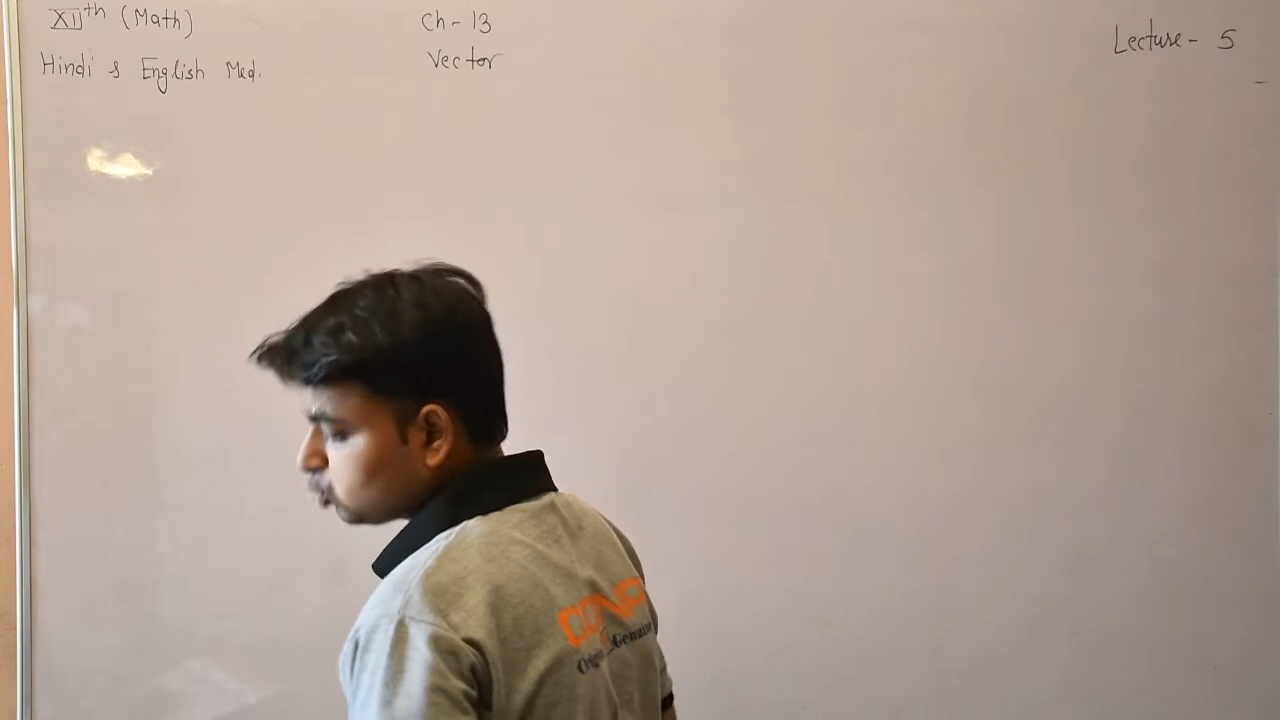 XIIth (Math)
Hindi & English Med.
Ch - 13
Vector
Lecture - 5